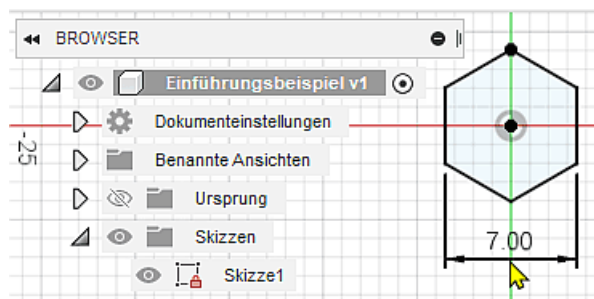 BROWSER
Einführungsbeispiel v1
Dokumenteinstellungen
-25
Benannte Ansichten
Ursprung
Skizzen
7.00
Skizze1